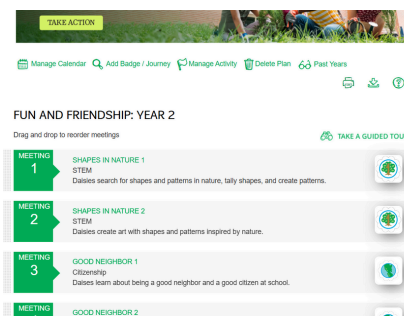 TAKE ACTION
Manage Calendar Add Badge / Journey Manage Activity Delete Plan Past Years
FUN AND FRIENDSHIP: YEAR 2
Drag and drop to reorder meetings
TAKE A GUIDED TOU
MEETING
1
SHAPES IN NATURE 1
STEM
Daisies search for shapes and patterns in nature, tally shapes, and create patterns.
MEETING
2
SHAPES IN NATURE 2
STEM
Daisies create art with shapes and patterns inspired by nature.
MEETING
3
GOOD NEIGHBOR 1
Citizenship
Daises learn about being a good neighbor and a good citizen at school.
MEETING
GOOD NEIGHBOR 2